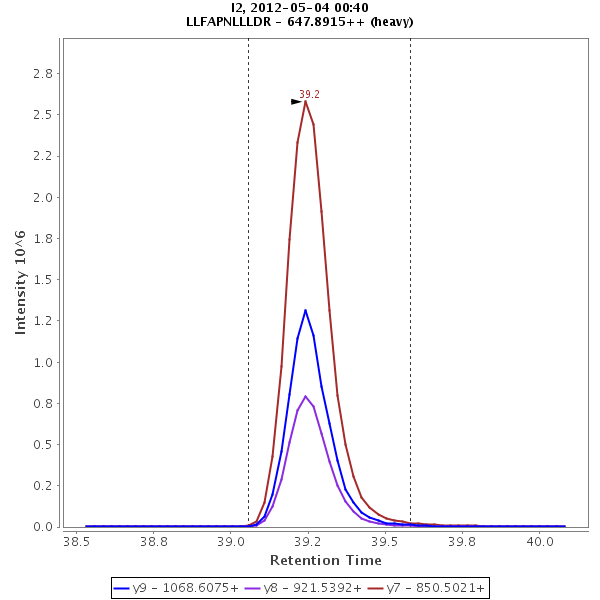 I2, 2012-05-04 00:40
LLFAPNLLLDR - 647.8915++ (heavy)
39.2
2.8
2.5
2.2
2.0
1.8
1.5
1.2
1.0
0.8
0.5
0.2
0.0
Intensity 10^6
38.5 38.8 39.0 39.2 39.5 39.8 40.0
Retention Time
y9 - 1068.6075+ y8 - 921.5392+ y7 - 850.5021+